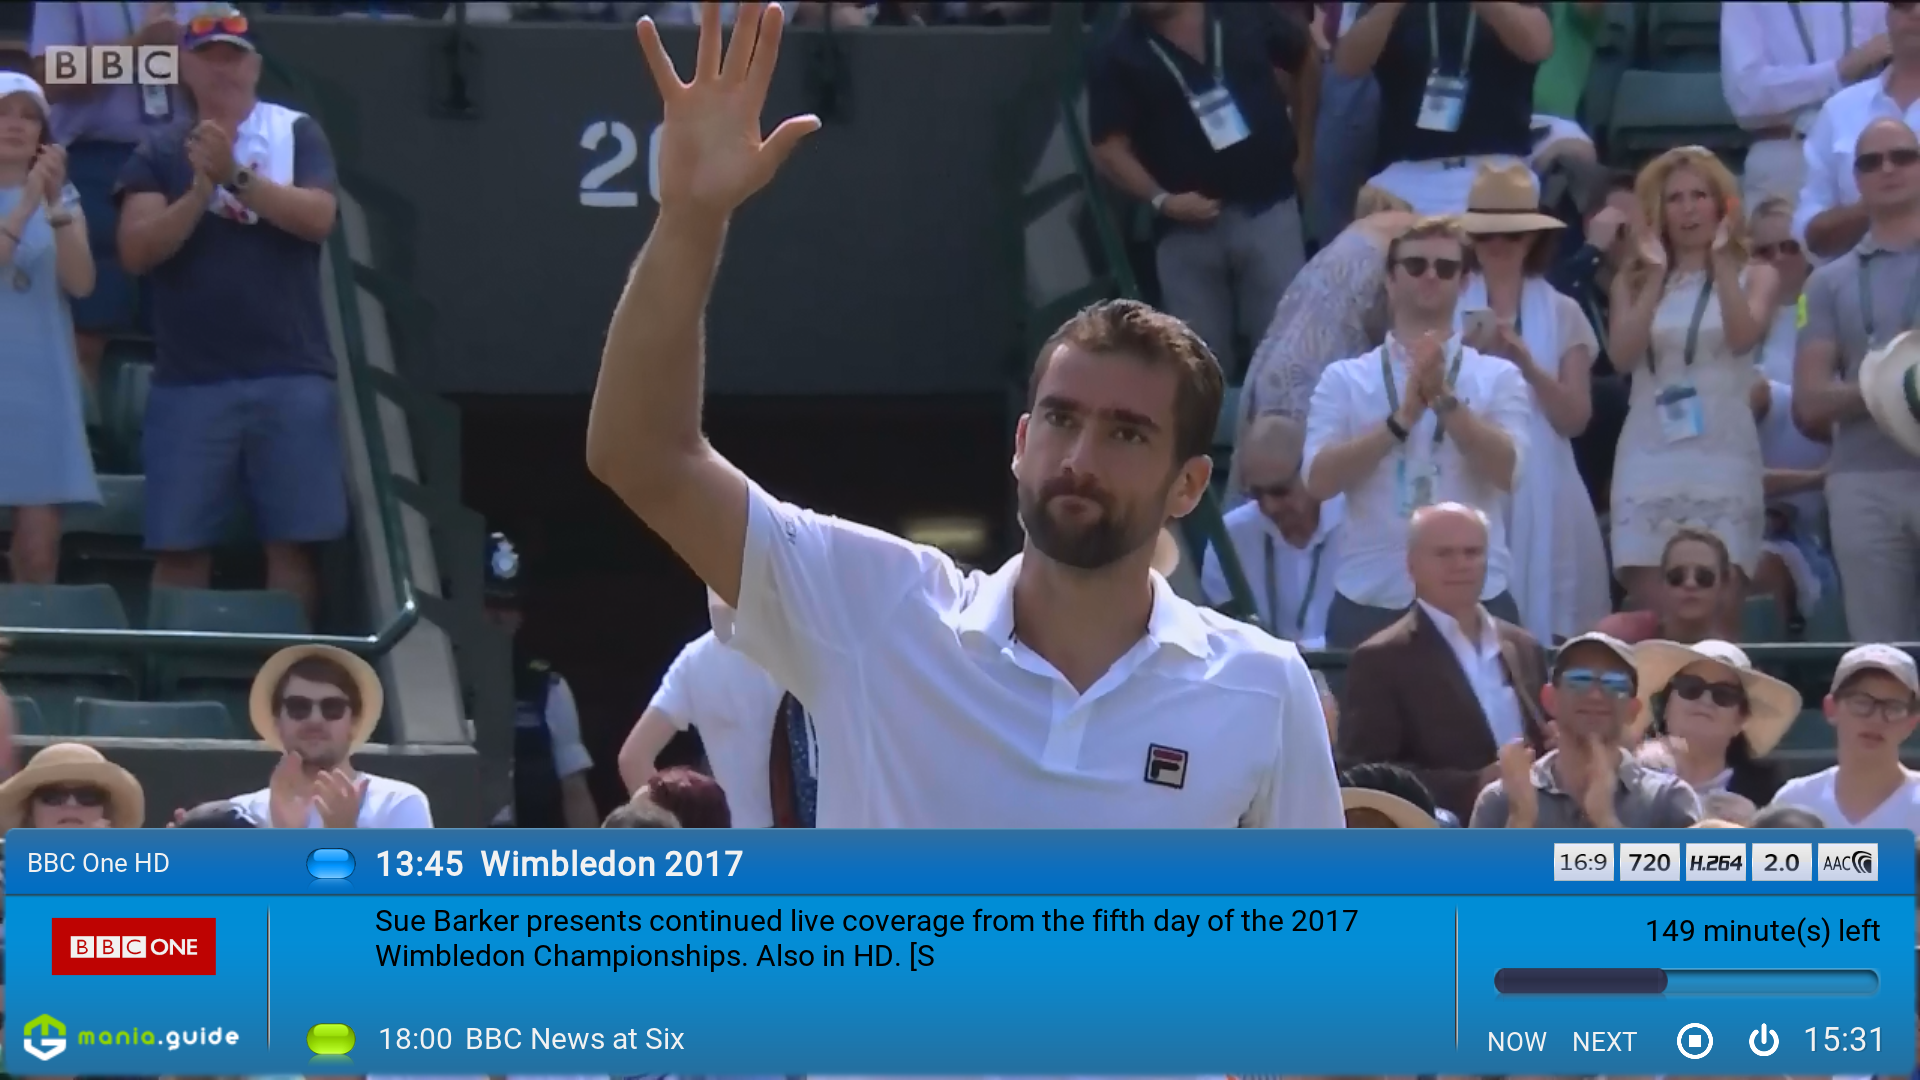 BBC
20
BBC One HD
13:45 Wimbledon 2017
16:9 720 H.264 2.0 AAC
Sue Barker presents continued live coverage from the fifth day of the 2017
Wimbledon Championships. Also in HD. [S
149 minute(s) left
BBC ONE
mania.guide
18:00 BBC News at Six
NOW NEXT 15:31